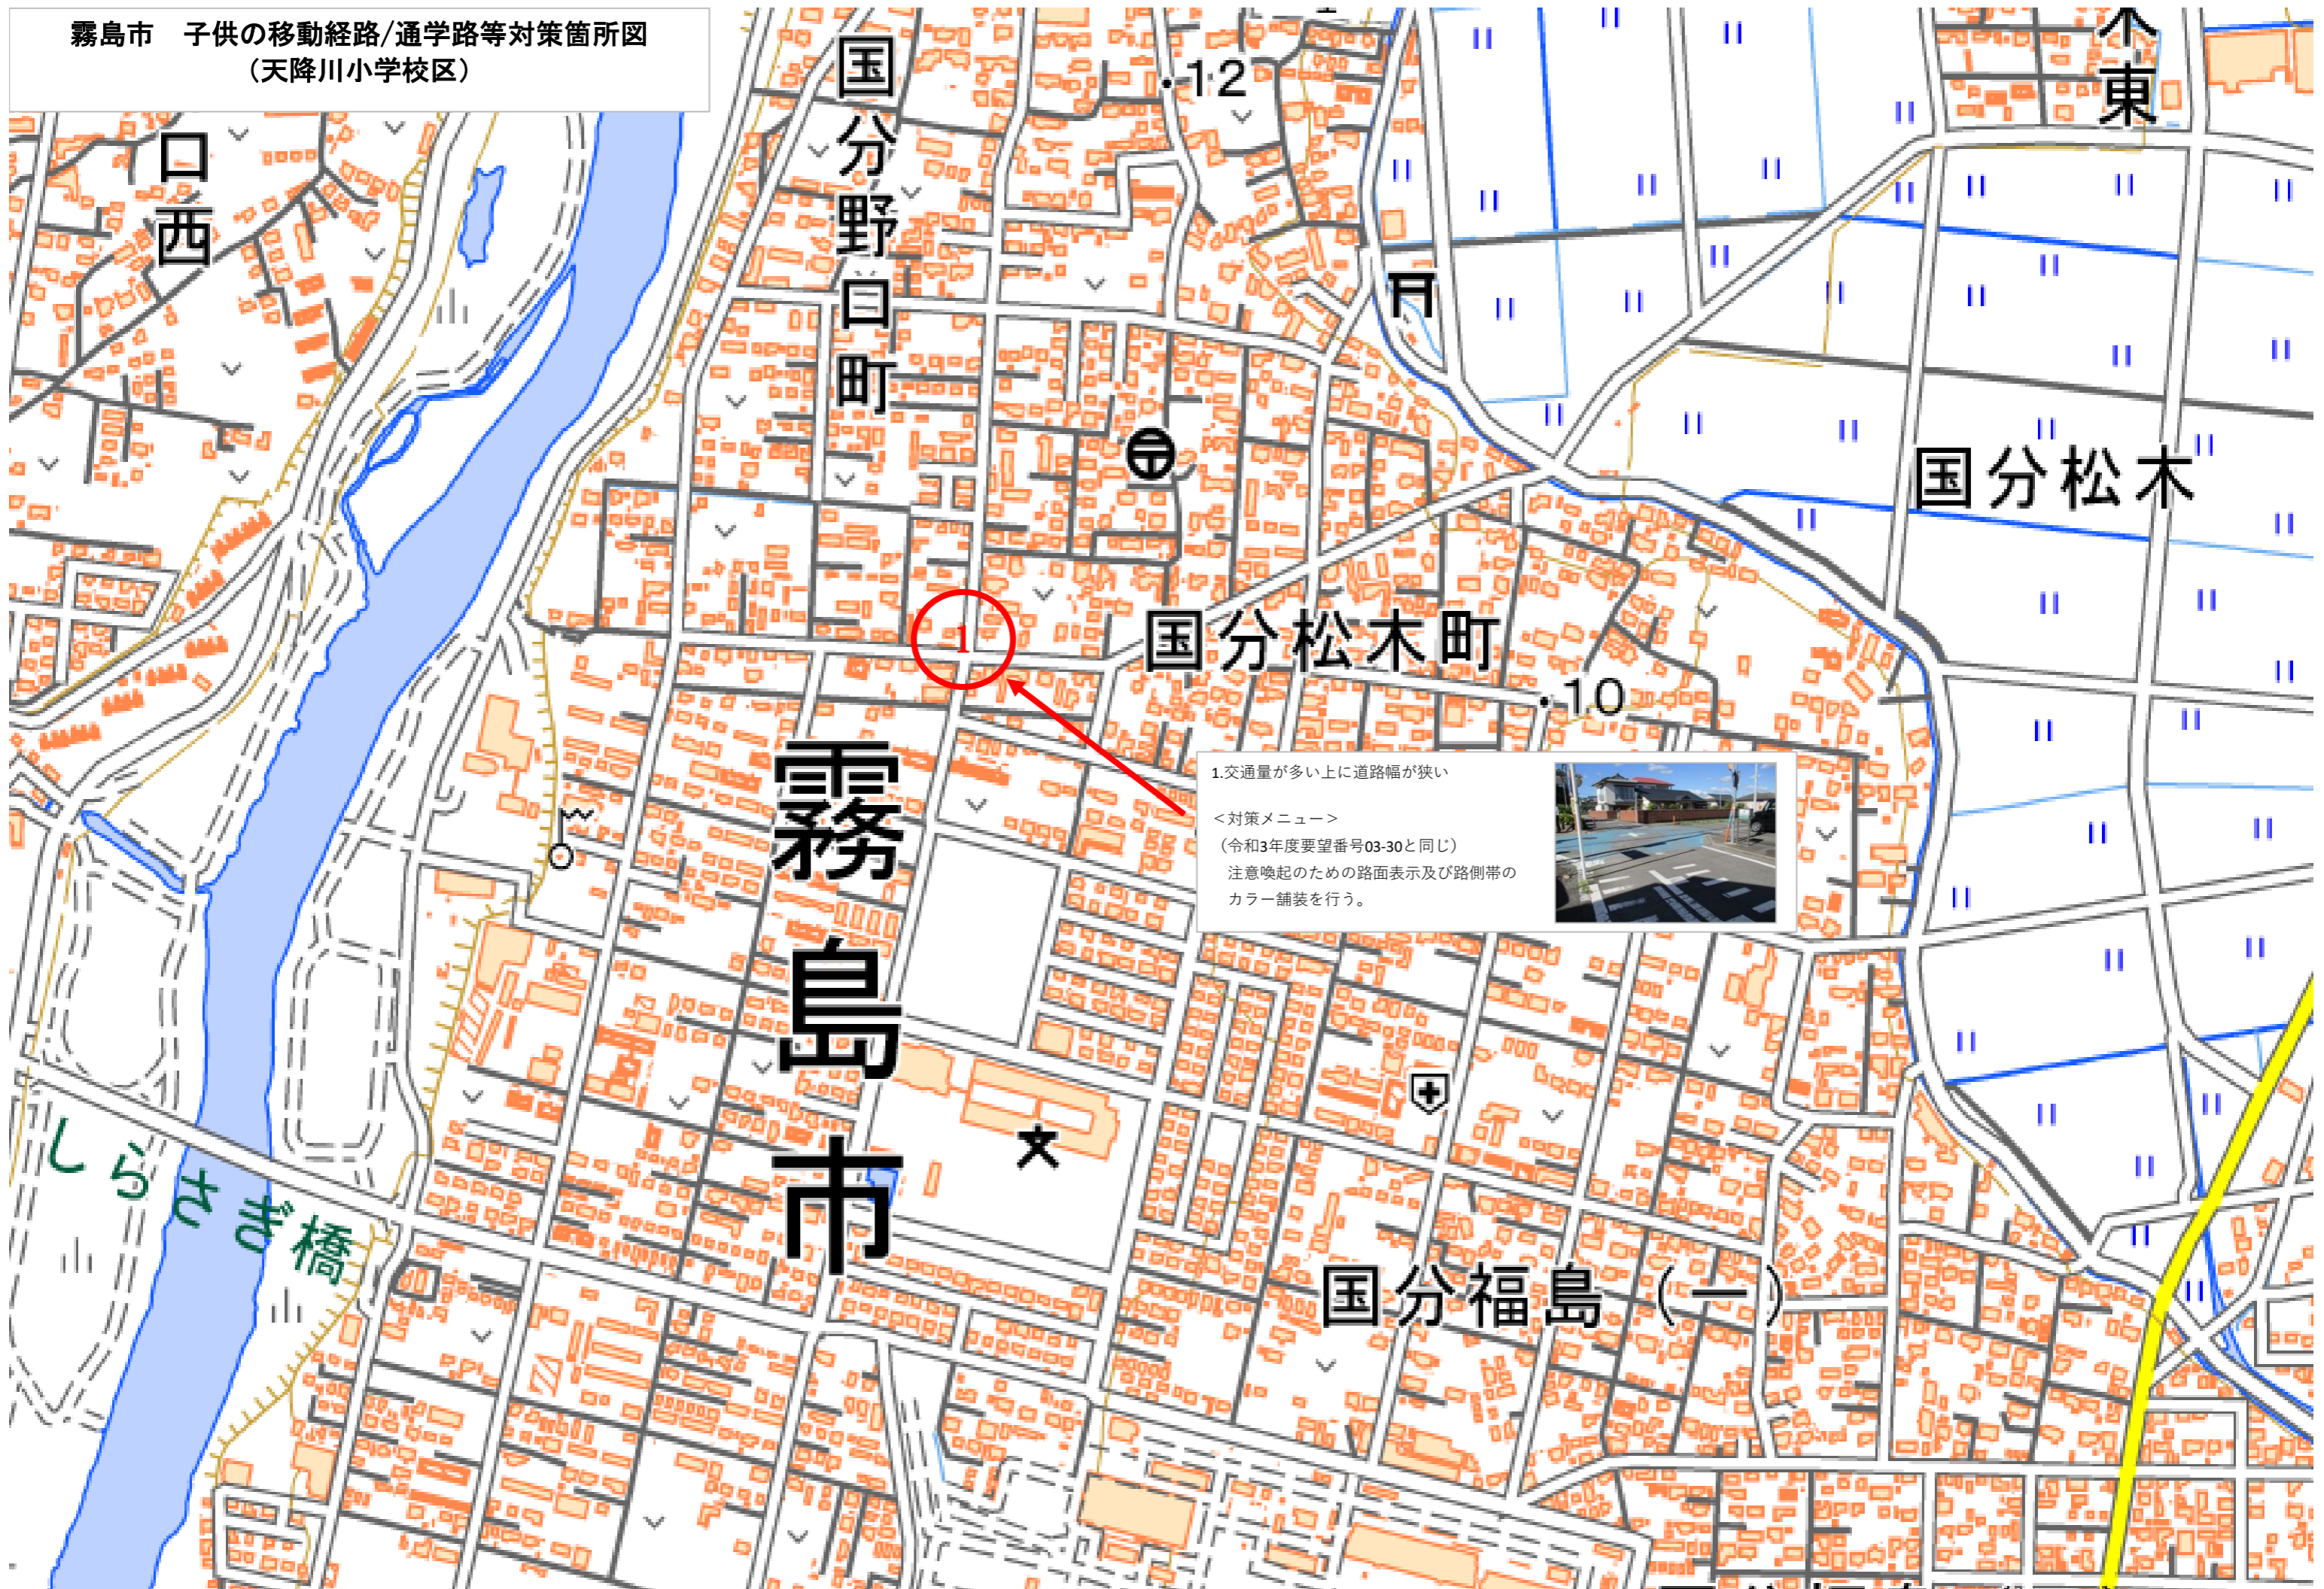 霧島市　子供の移動経路/通学路等対策箇所図
（天降川小学校区）
口西
国分野口町
・12
木東
国分松木
国分松木町
・10
1
1.交通量が多い上に道路幅が狭い
＜対策メニュー＞
（令和3年度要望番号03-30と同じ）
注意喚起のための路面表示及び路側帯の
カラー舗装を行う。
霧島市
しらさぎ橋
国分福島（一）